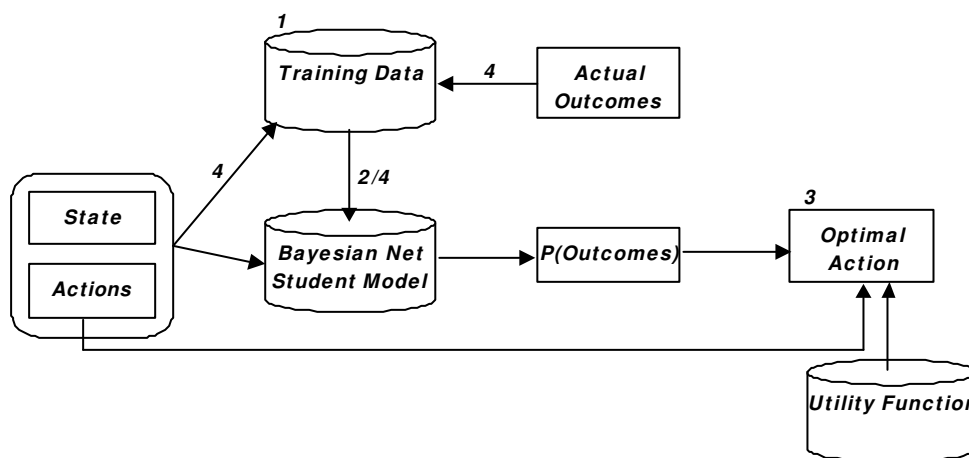 1
Training Data
4
Actual
Outcomes
4
2/4
State
Actions
Bayesian Net
Student Model
P(Outcomes)
3
Optimal
Action
Utility Function